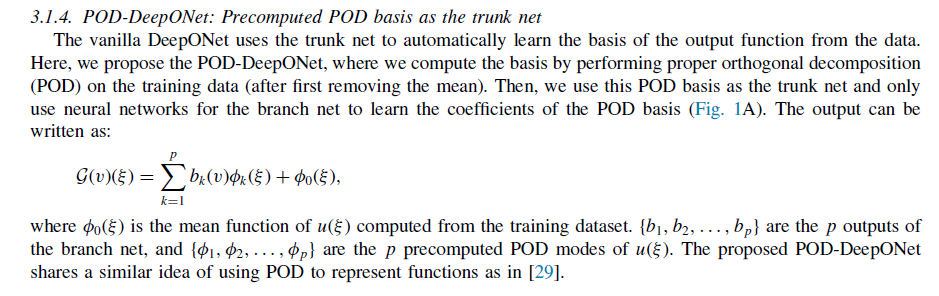 3.1.4. POD-DeepONet: Precomputed POD basis as the trunk net
The vanilla DeepONet uses the trunk net to automatically learn the basis of the output function from the data.
Here, we propose the POD-DeepONet, where we compute the basis by performing proper orthogonal decomposition
(POD) on the training data (after first removing the mean). Then, we use this POD basis as the trunk net and only
use neural networks for the branch net to learn the coefficients of the POD basis (Fig. 1A). The output can be
written as:
𝒢(v)(ξ) = ∑_{k=1}^{p} b_k(v)ϕ_k(ξ) + ϕ_0(ξ),
where ϕ_0(ξ) is the mean function of u(ξ) computed from the training dataset. {b_1, b_2, . . . , b_p} are the p outputs of
the branch net, and {ϕ_1, ϕ_2, . . . , ϕ_p} are the p precomputed POD modes of u(ξ). The proposed POD-DeepONet
shares a similar idea of using POD to represent functions as in [29].